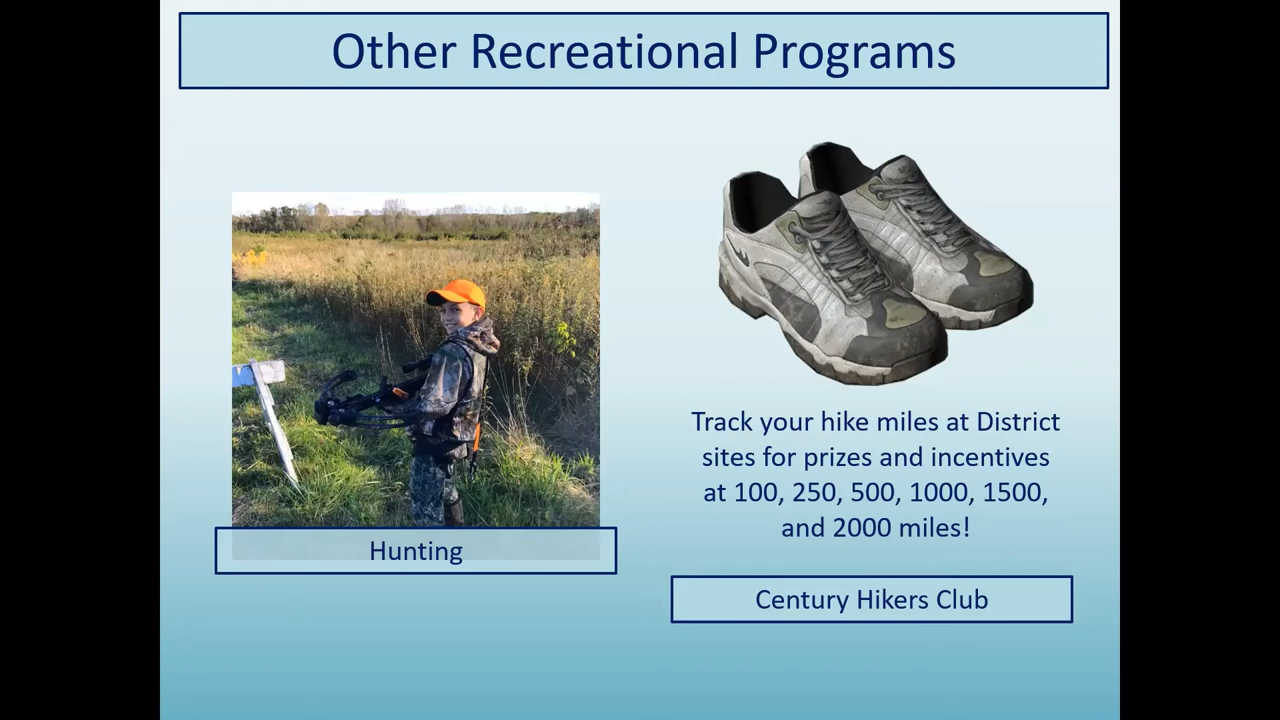 Other Recreational Programs
Hunting
Track your hike miles at District
sites for prizes and incentives
at 100, 250, 500, 1000, 1500,
and 2000 miles!
Century Hikers Club